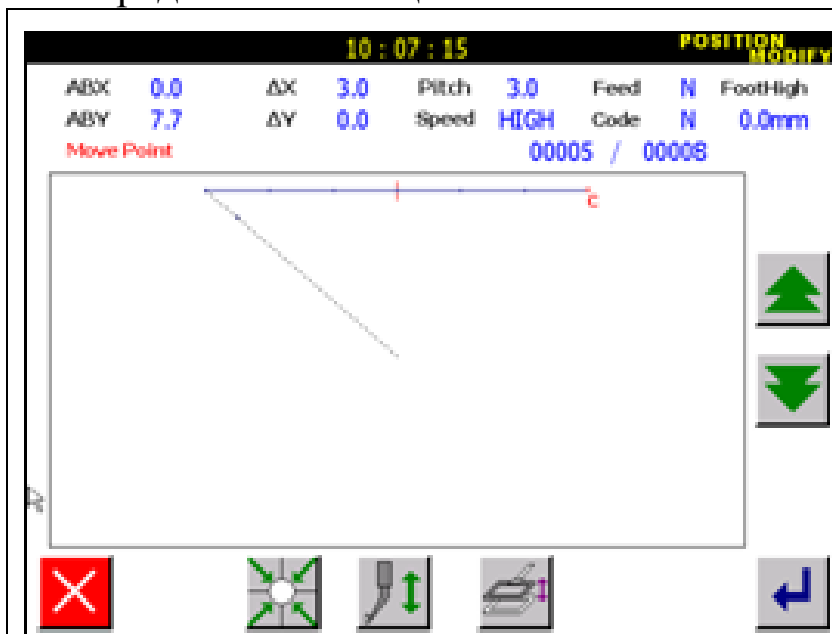 10 : 07 : 15
POSITION
MODIFY
ABX 0.0 ΔX 3.0 Pitch 3.0 Feed N FootHigh
ABY 7.7 ΔY 0.0 Speed HIGH Code N 0.0mm
Move Point 00005 / 00008
C